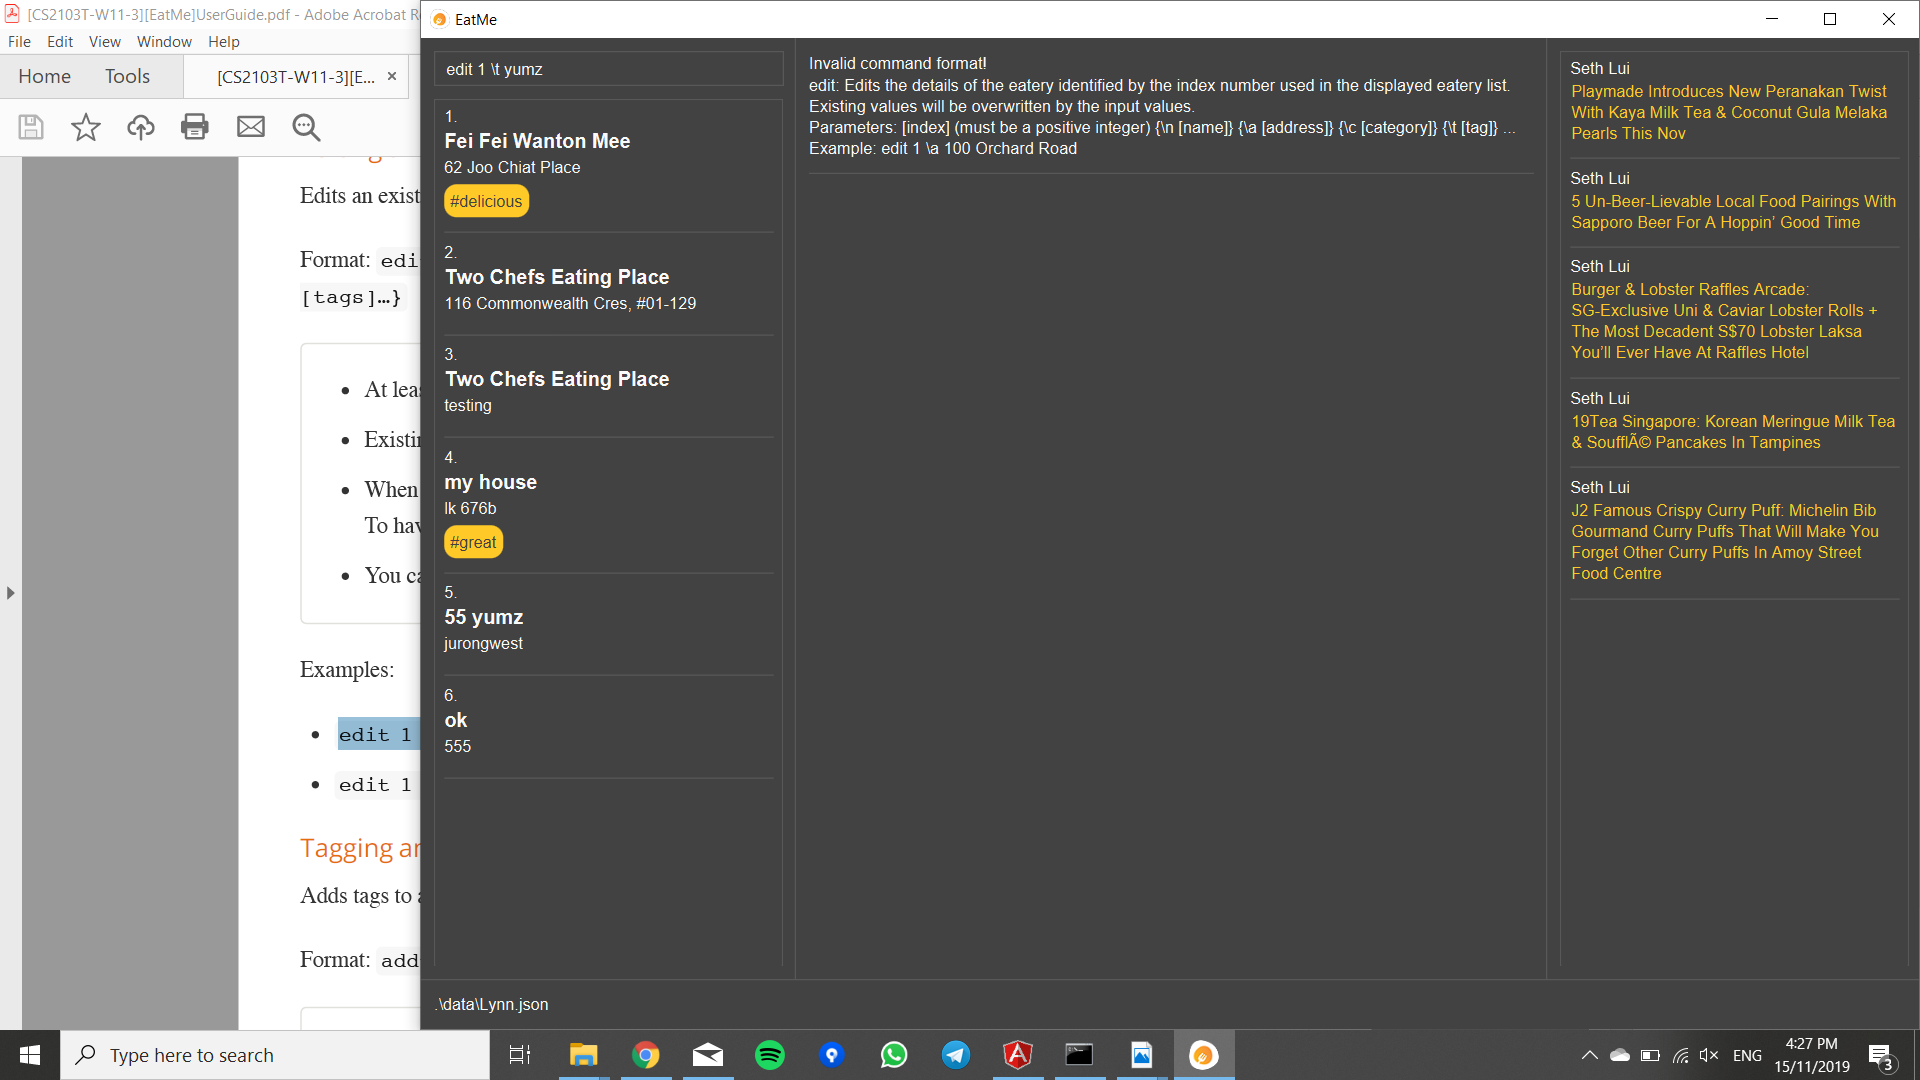 [CS2103T-W11-3][EatMe]UserGuide.pdf - Adobe Acrobat
File Edit View Window Help
Home Tools [CS2103T-W11-3][E... ×
Edits an exist
Format: edi
[tags]…}
At leas
Existin
When
To hav
You ca
Examples:
edit 1
edit 1
Tagging an
Adds tags to a
Format: add
EatMe
edit 1 \t yumz
1.
Fei Fei Wanton Mee
62 Joo Chiat Place
#delicious
2.
Two Chefs Eating Place
116 Commonwealth Cres, #01-129
3.
Two Chefs Eating Place
testing
4.
my house
lk 676b
#great
5.
55 yumz
jurongwest
6.
ok
555
Invalid command format!
edit: Edits the details of the eatery identified by the index number used in the displayed eatery list.
Existing values will be overwritten by the input values.
Parameters: [index] (must be a positive integer) {\n [name]} {\a [address]} {\c [category]} {\t [tag]} ...
Example: edit 1 \a 100 Orchard Road
Seth Lui
Playmade Introduces New Peranakan Twist
With Kaya Milk Tea & Coconut Gula Melaka
Pearls This Nov
Seth Lui
5 Un-Beer-Lievable Local Food Pairings With
Sapporo Beer For A Hoppin’ Good Time
Seth Lui
Burger & Lobster Raffles Arcade:
SG-Exclusive Uni & Caviar Lobster Rolls +
The Most Decadent S$70 Lobster Laksa
You’ll Ever Have At Raffles Hotel
Seth Lui
19Tea Singapore: Korean Meringue Milk Tea
& SoufflÃ© Pancakes In Tampines
Seth Lui
J2 Famous Crispy Curry Puff: Michelin Bib
Gourmand Curry Puffs That Will Make You
Forget Other Curry Puffs In Amoy Street
Food Centre
.\data\Lynn.json
Type here to search
ENG
4:27 PM
15/11/2019
3